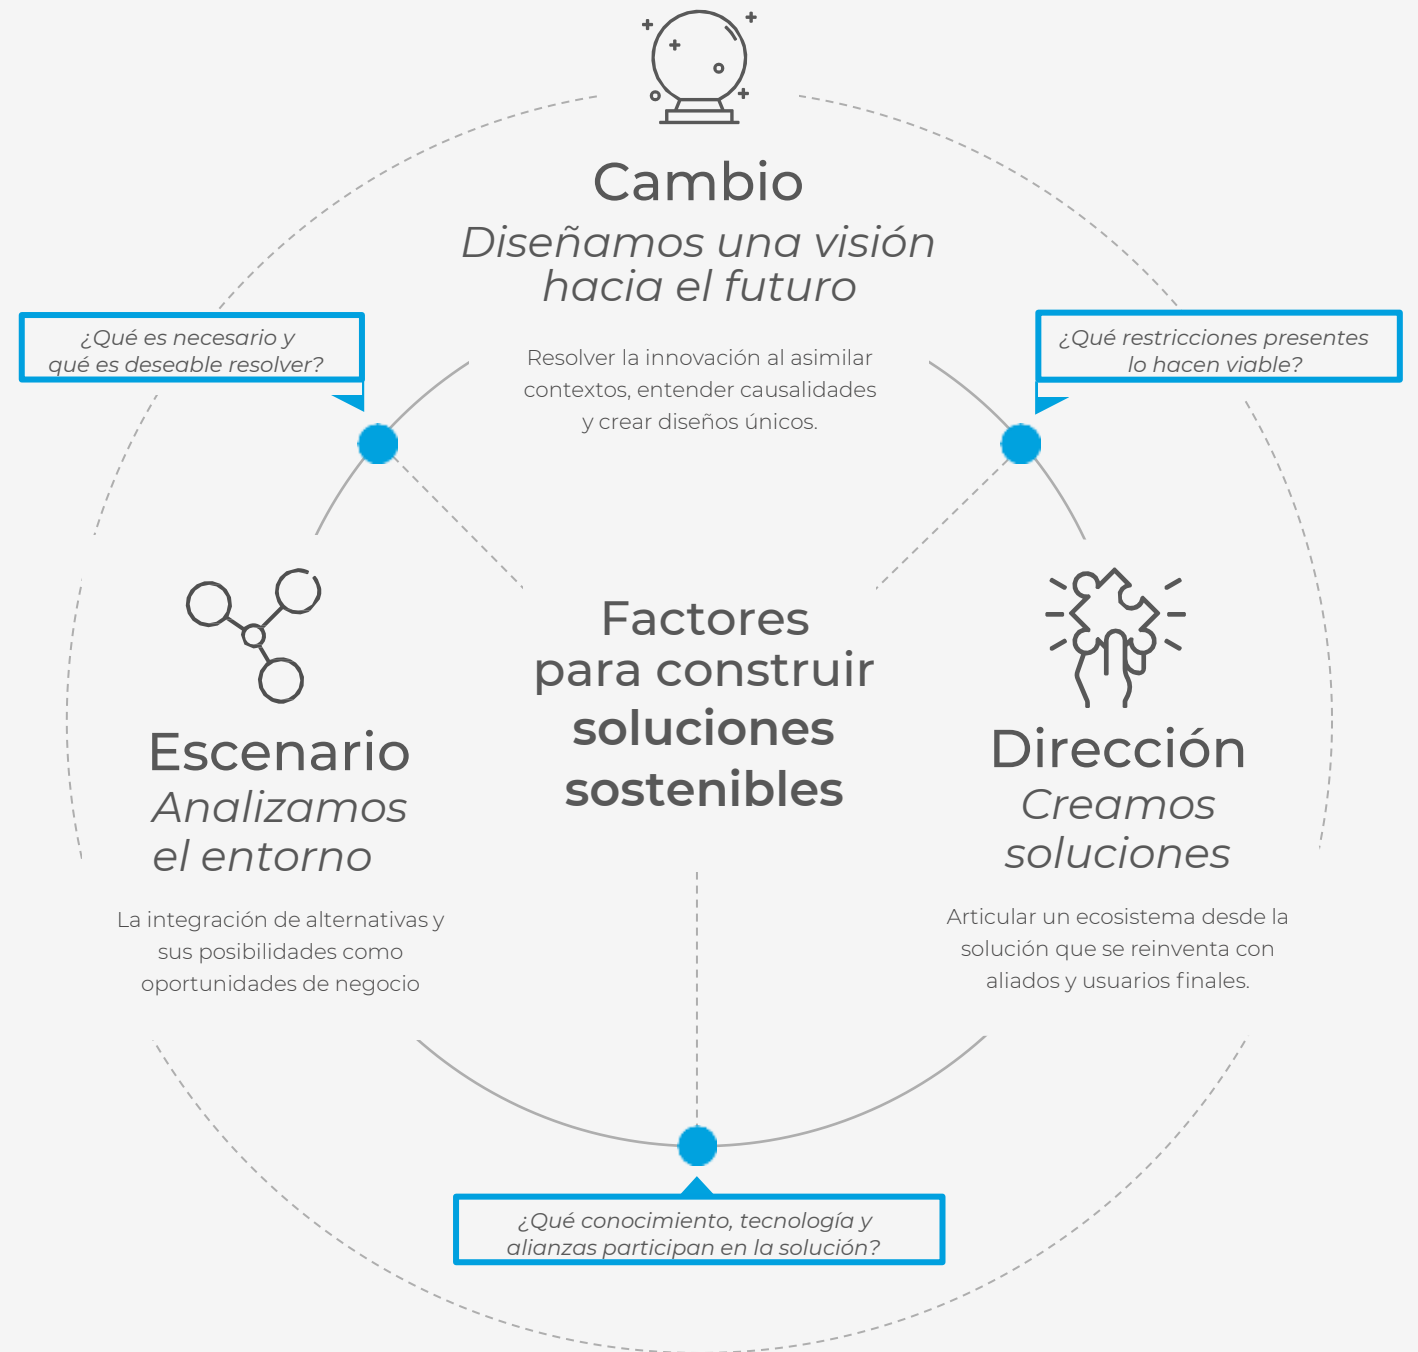 Cambio
Diseñamos una visión
hacia el futuro
¿Qué es necesario y
qué es deseable resolver?
¿Qué restricciones presentes
lo hacen viable?
Resolver la innovación al asimilar
contextos, entender causalidades
y crear diseños únicos.
Factores
para construir
soluciones
sostenibles
Escenario
Analizamos
el entorno
La integración de alternativas y
sus posibilidades como
oportunidades de negocio
Dirección
Creamos
soluciones
Articular un ecosistema desde la
solución que se reinventa con
aliados y usuarios finales.
¿Qué conocimiento, tecnología y
alianzas participan en la solución?